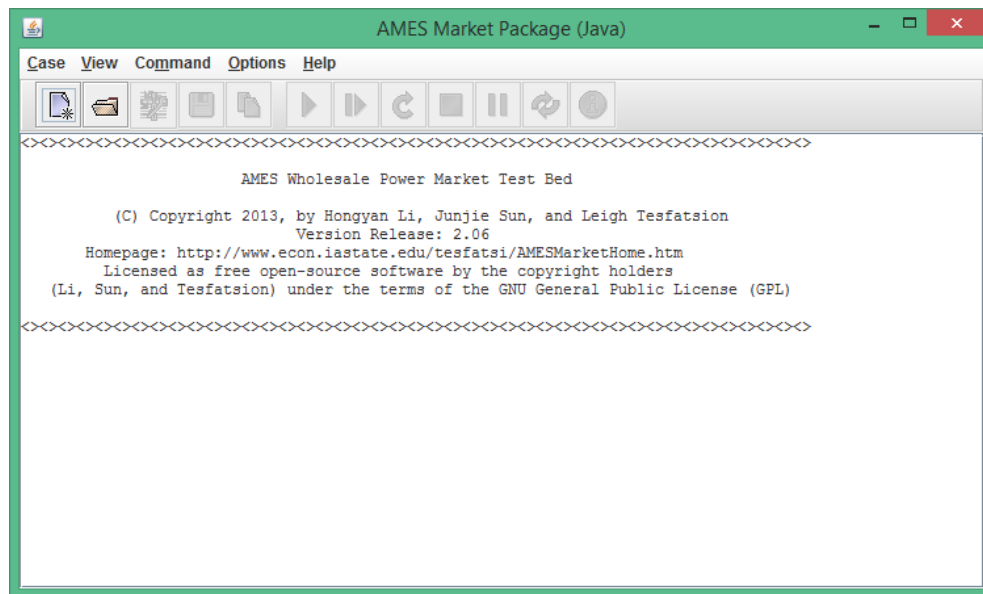 AMES Market Package (Java)
Case View Command Options Help
<><><><><><><><><><><><><><><><><><><><><><><><><><><><><><><><><><><><><><><>
AMES Wholesale Power Market Test Bed
(C) Copyright 2013, by Hongyan Li, Junjie Sun, and Leigh Tesfatsion
Version Release: 2.06
Homepage: http://www.econ.iastate.edu/tesfatsi/AMESMarketHome.htm
Licensed as free open-source software by the copyright holders
(Li, Sun, and Tesfatsion) under the terms of the GNU General Public License (GPL)
<><><><><><><><><><><><><><><><><><><><><><><><><><><><><><><><><><><><><><><>